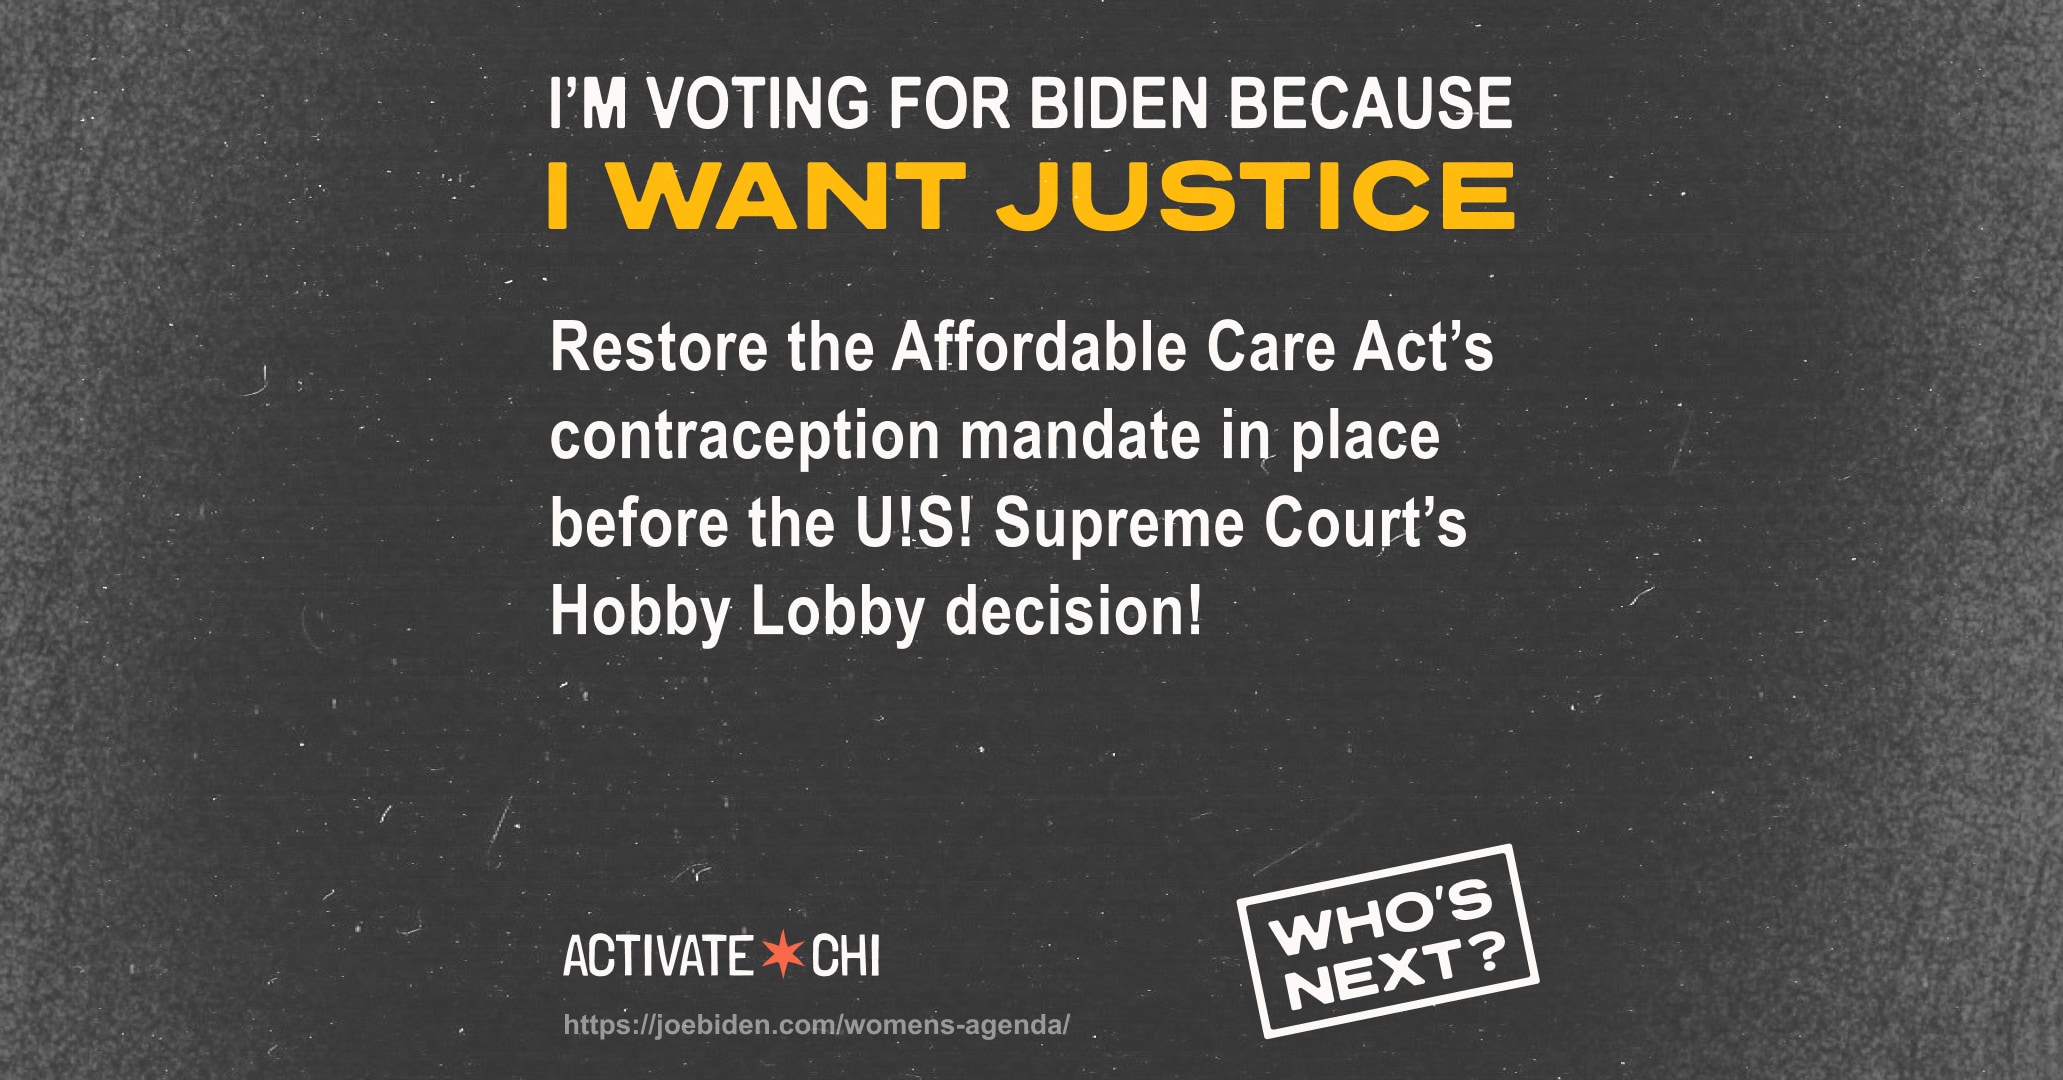 I’M VOTING FOR BIDEN BECAUSE
I WANT JUSTICE
Restore the Affordable Care Act’s
contraception mandate in place
before the U!S! Supreme Court’s
Hobby Lobby decision!
ACTIVATE CHI
https://joebiden.com/womens-agenda/
WHO'S
NEXT?